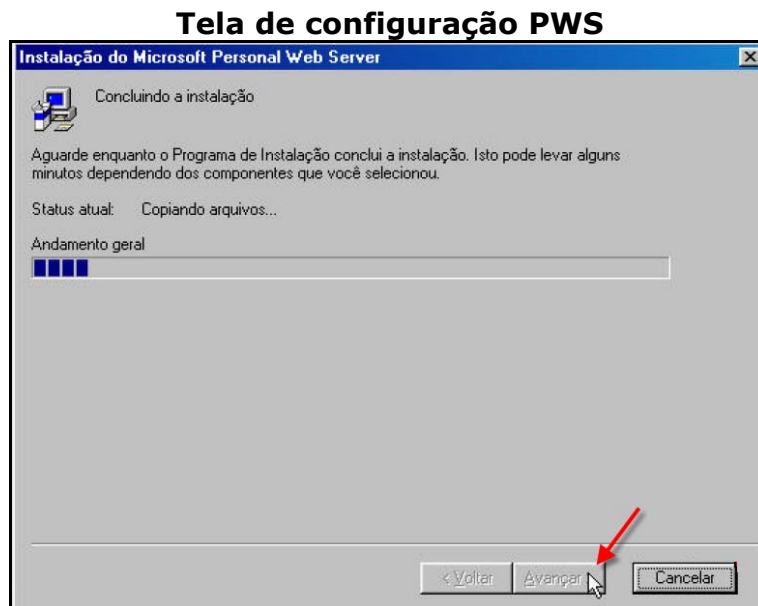 Tela de configuração PWS
Instalação do Microsoft Personal Web Server
Concluindo a instalação
Aguarde enquanto o Programa de Instalação conclui a instalação. Isto pode levar alguns
minutos dependendo dos componentes que você selecionou.
Status atual: Copiando arquivos...
Andamento geral
< Voltar Avançar Cancelar